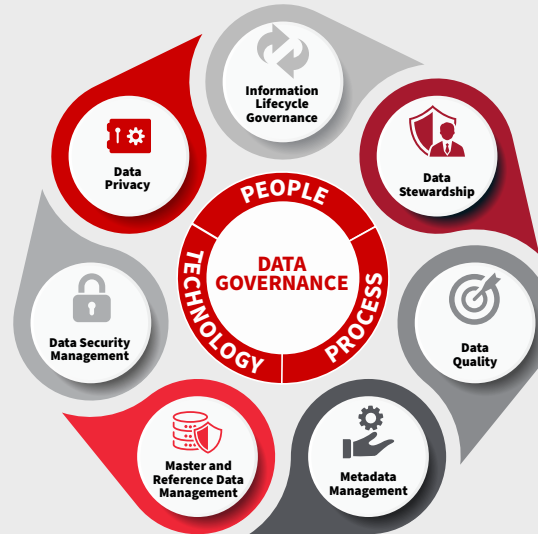 Information
Lifecycle
Governance
Data
Stewardship
Data
Quality
Metadata
Management
Master and
Reference Data
Management
Data Security
Management
Data
Privacy
PEOPLE
PROCESS
TECHNOLOGY
DATA
GOVERNANCE